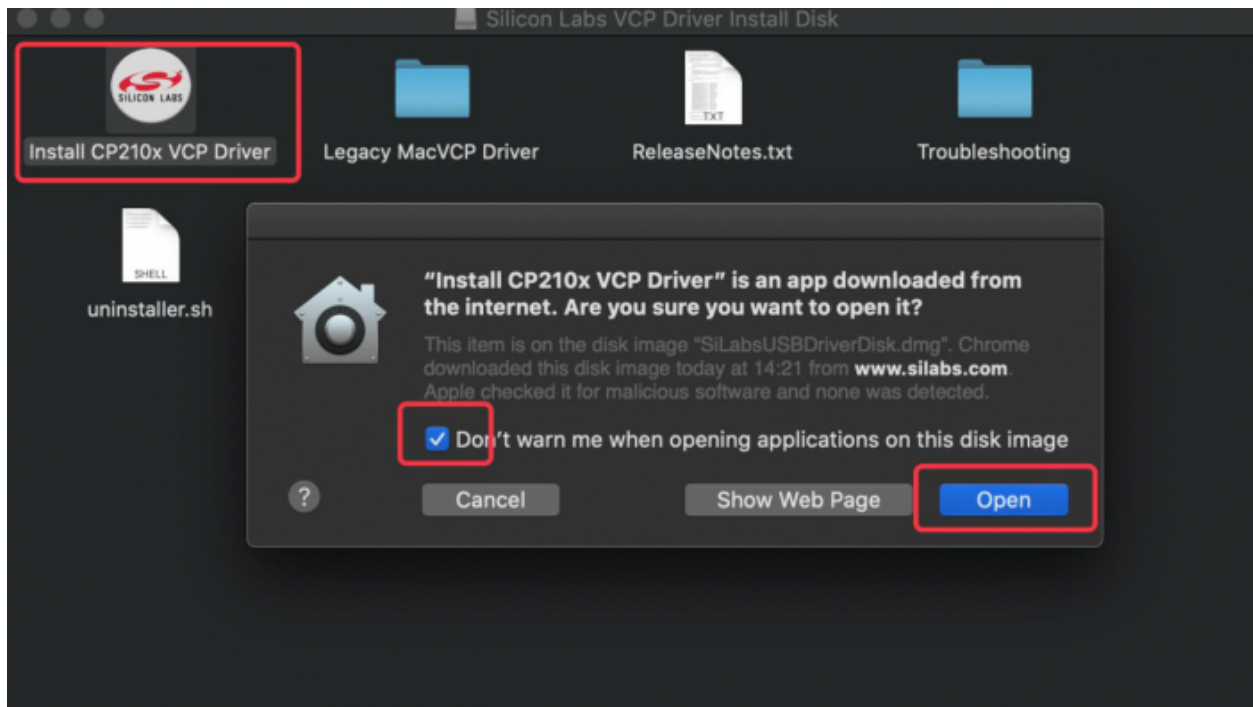 Silicon Labs VCP Driver Install Disk
SILICON LABS
Install CP210x VCP Driver
Legacy MacVCP Driver
TXT
ReleaseNotes.txt
Troubleshooting
SHELL
uninstaller.sh
“Install CP210x VCP Driver” is an app downloaded from
the internet. Are you sure you want to open it?
This item is on the disk image “SiLabsUSBDriverDisk.dmg”. Chrome
downloaded this disk image today at 14:21 from www.silabs.com.
Apple checked it for malicious software and none was detected.
Don’t warn me when opening applications on this disk image
?
Cancel
Show Web Page
Open